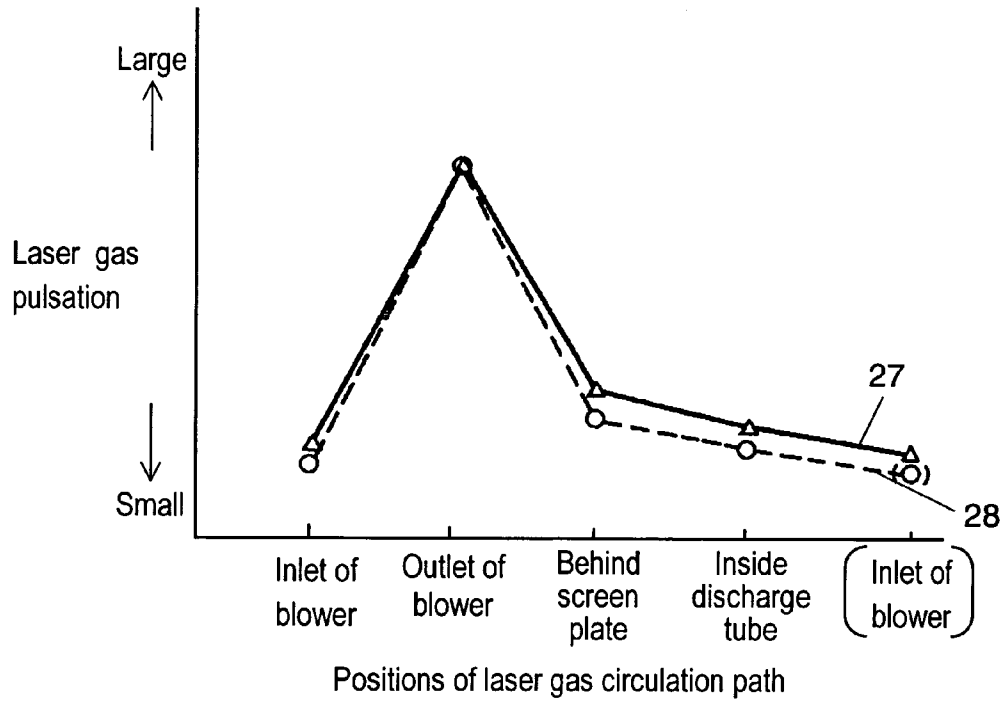 Large
Laser gas
pulsation
Small
27
28
Inlet of
blower
Outlet of
blower
Behind
screen
plate
Inside
discharge
tube
Inlet of
blower
Positions of laser gas circulation path